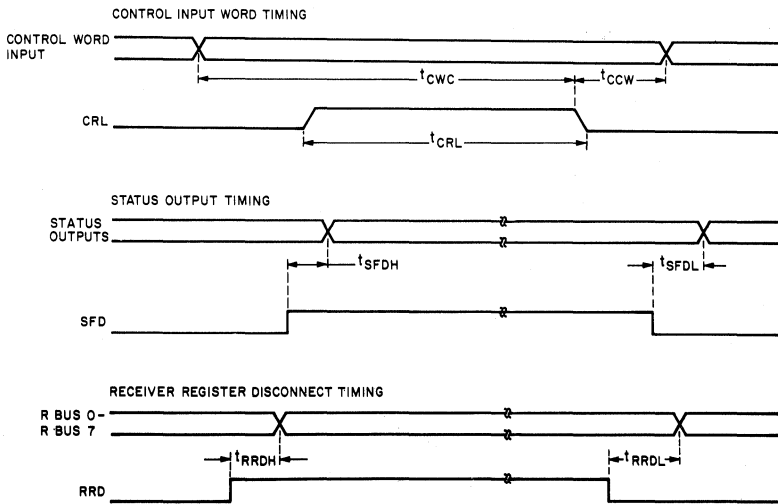 CONTROL INPUT WORD TIMING
CONTROL WORD
INPUT
tCWC
tCCW
CRL
tCRL
STATUS OUTPUT TIMING
STATUS
OUTPUTS
tSFDH
tSFDL
SFD
RECEIVER REGISTER DISCONNECT TIMING
R BUS 0-
R BUS 7
tRRDH
tRRDL
RRD